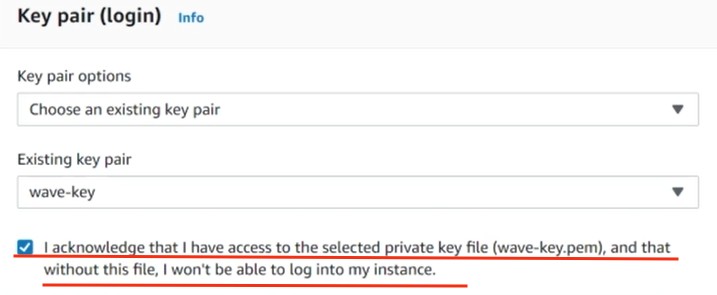 Key pair (login) Info
Key pair options
Choose an existing key pair
Existing key pair
wave-key
I acknowledge that I have access to the selected private key file (wave-key.pem), and that
without this file, I won't be able to log into my instance.